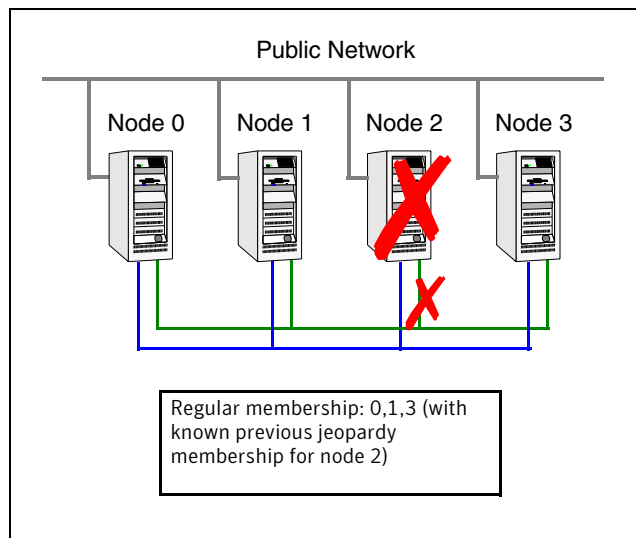 Public Network
Node 0
Node 1
Node 2
Node 3
Regular membership: 0,1,3 (with
known previous jeopardy
membership for node 2)